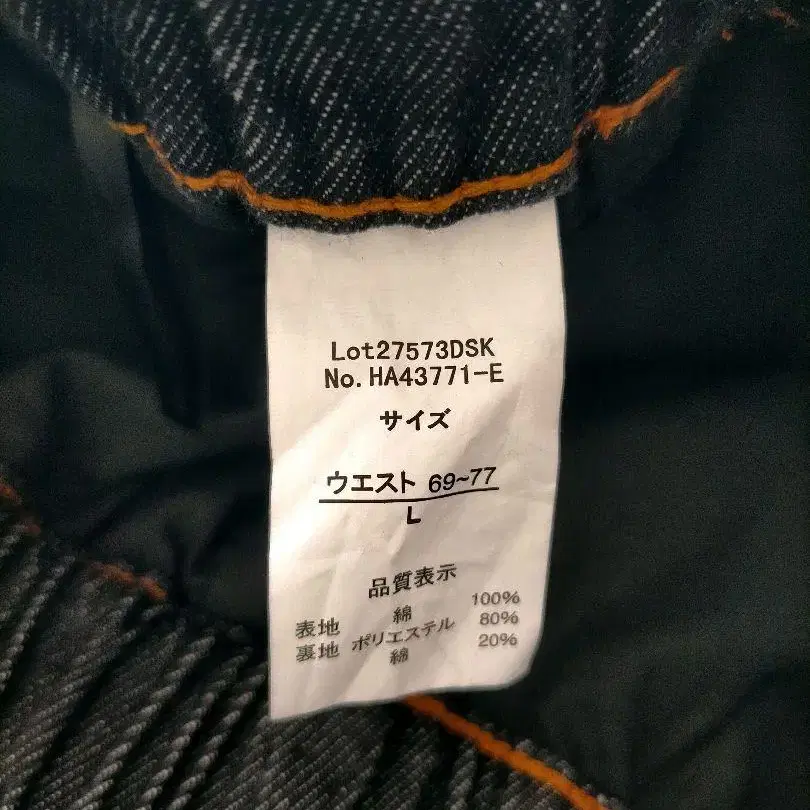 Lot27573DSK
No.HA43771-E
サイズ
ウエスト 69~77
L
品質表示
表地 綿 100%
裏地 ポリエステル 80%
綿 20%